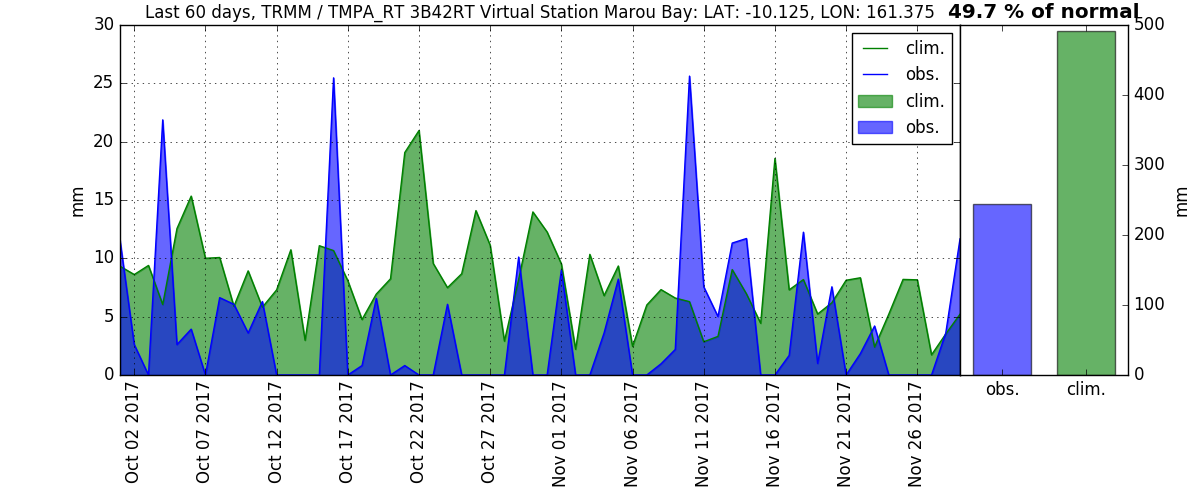 Last 60 days, TRMM / TMPA_RT 3B42RT Virtual Station Marou Bay: LAT: -10.125, LON: 161.375 49.7 % of normal
30
25
20
15
10
5
0
mm
clim.
obs.
clim.
obs.
500
400
300
200
100
0
mm
obs. clim.
Oct 02 2017
Oct 07 2017
Oct 12 2017
Oct 17 2017
Oct 22 2017
Oct 27 2017
Nov 01 2017
Nov 06 2017
Nov 11 2017
Nov 16 2017
Nov 21 2017
Nov 26 2017